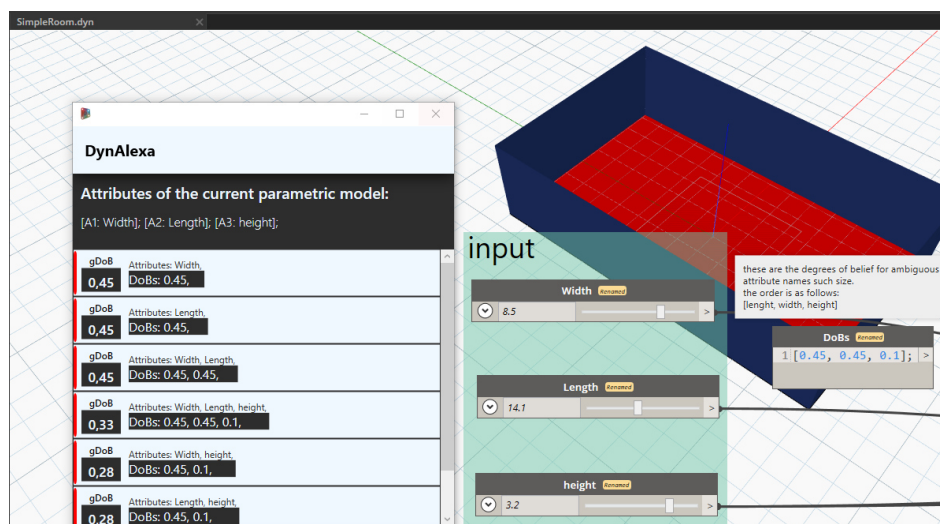 SimpleRoom.dyn
DynAlexa
Attributes of the current parametric model:
[A1: Width]; [A2: Length]; [A3: height];
gDoB
0,45
Attributes: Width,
DoBs: 0.45,
gDoB
0,45
Attributes: Length,
DoBs: 0.45,
gDoB
0,45
Attributes: Width, Length,
DoBs: 0.45, 0.45,
gDoB
0,33
Attributes: Width, Length, height,
DoBs: 0.45, 0.45, 0.1,
gDoB
0,28
Attributes: Width, height,
DoBs: 0.45, 0.1,
gDoB
0,28
Attributes: Length, height,
DoBs: 0.45, 0.1,
input
Width Renamed
8.5 >
Length Renamed
14.1 >
height Renamed
3.2 >
these are the degrees of belief for ambiguous
attribute names such size.
the order is as follows:
[lenght, width, height]
DoBs Renamed
1 [0.45, 0.45, 0.1]; >